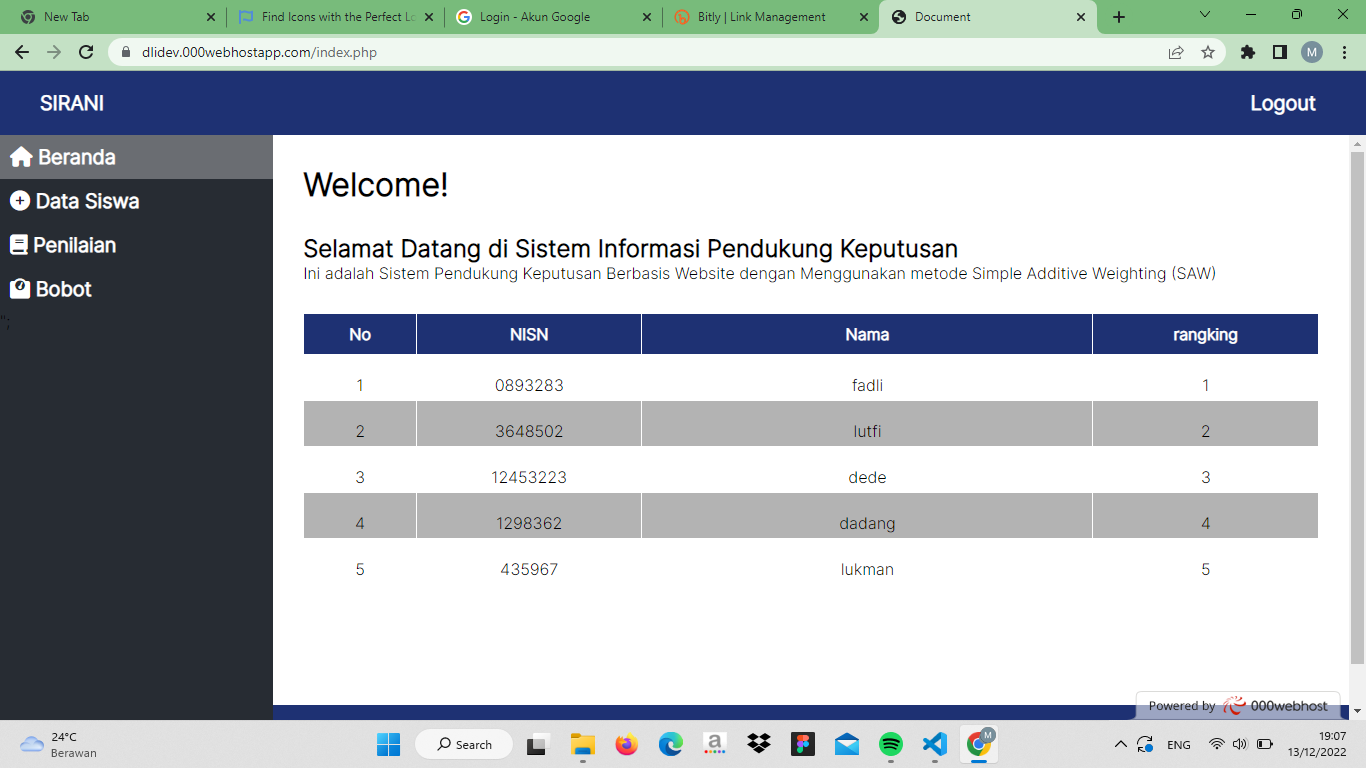 New Tab
Find Icons with the Perfect Lo
Login - Akun Google
Bitly | Link Management
Document
dlidev.000webhostapp.com/index.php
M
SIRANI
Logout
Beranda
Data Siswa
Penilaian
Bobot
";
Welcome!
Selamat Datang di Sistem Informasi Pendukung Keputusan
Ini adalah Sistem Pendukung Keputusan Berbasis Website dengan Menggunakan metode Simple Additive Weighting (SAW)
No NISN Nama rangking
1 0893283 fadli 1
2 3648502 lutfi 2
3 12453223 dede 3
4 1298362 dadang 4
5 435967 lukman 5
Powered by 000webhost
24°C
Berawan
Search
a
M
ENG
19:07
13/12/2022